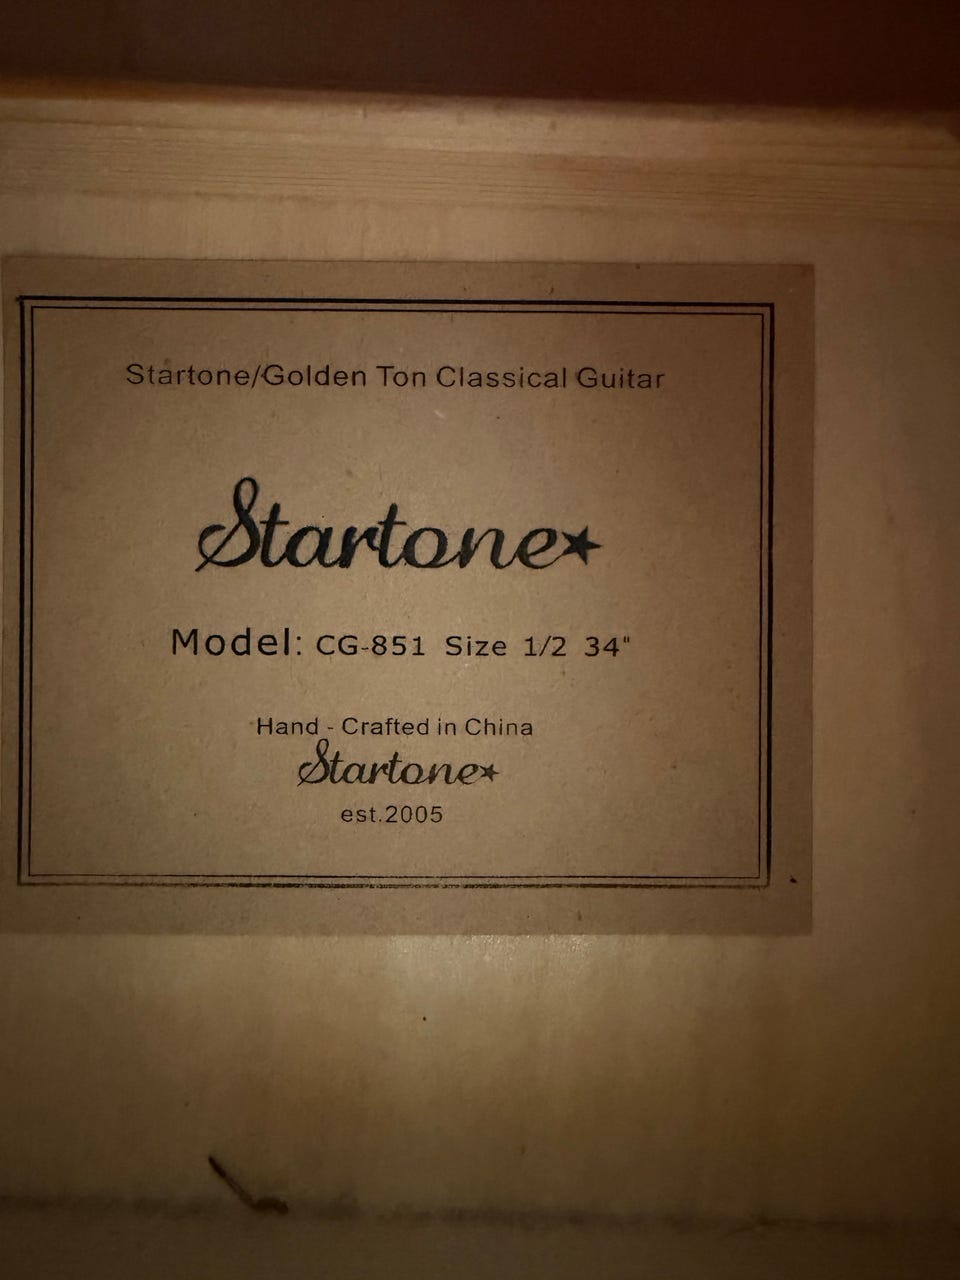 Startone/Golden Ton Classical Guitar
Startone
Model: CG-851 Size 1/2 34"
Hand - Crafted in China
Startone
est.2005